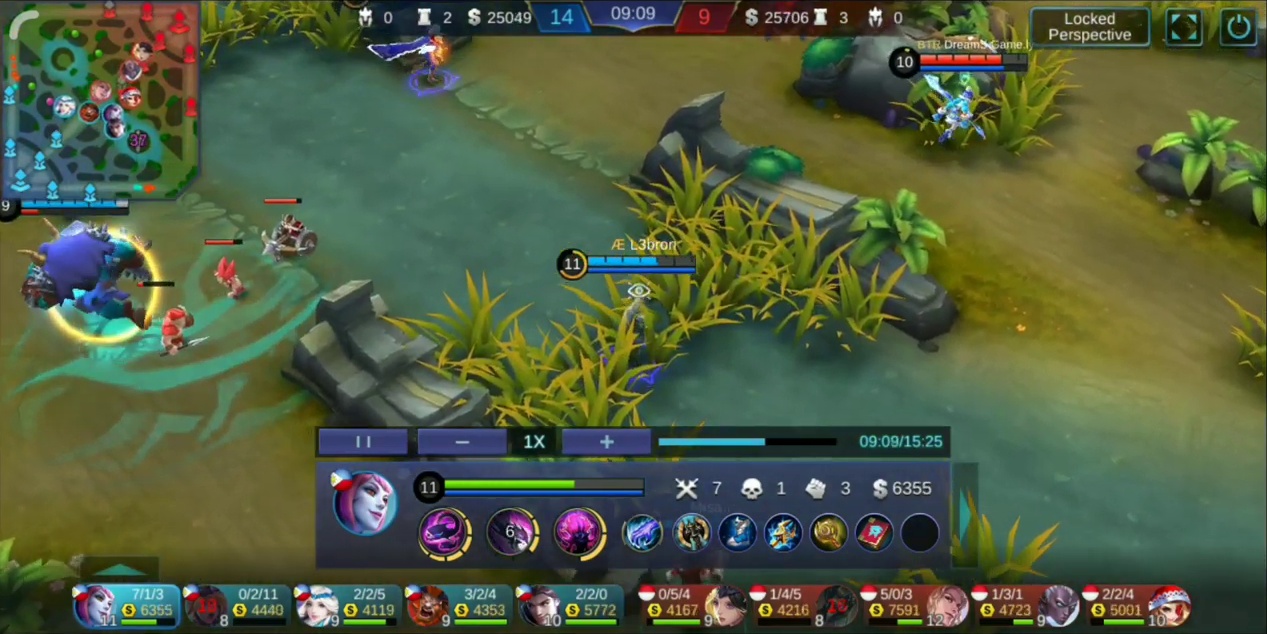 0 2 $ 25049 14 09:09 9 $ 25706 3 0
Locked
Perspective
BTR DreamS Game.l
10
37
9
Æ L3bron
11
1X
09:09/15:25
11 7 1 3 $ 6355
6
7/1/3 0/2/11 2/2/5 3/2/4 2/2/0 0/5/4 1/4/5 5/0/3 1/3/1 2/2/4
6355 4440 4119 4353 5772 4167 4216 7591 4723 5001
11 8 9 9 10 9 8 12 9 10